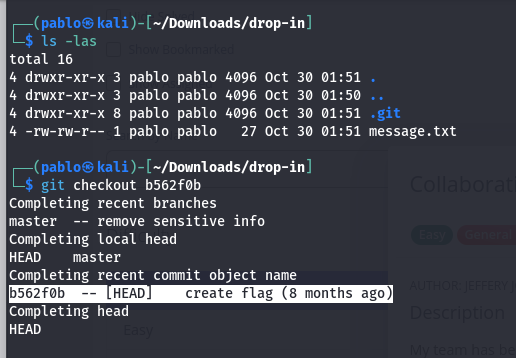 ┌──(pablo㉿kali)-[~/Downloads/drop-in]
└─$ ls -las
total 16
4 drwxr-xr-x 3 pablo pablo 4096 Oct 30 01:51 .
4 drwxr-xr-x 3 pablo pablo 4096 Oct 30 01:50 ..
4 drwxr-xr-x 8 pablo pablo 4096 Oct 30 01:51 .git
4 -rw-rw-r-- 1 pablo pablo   27 Oct 30 01:51 message.txt
┌──(pablo㉿kali)-[~/Downloads/drop-in]
└─$ git checkout b562f0b
Completing recent branches
master  -- remove sensitive info
Completing local head
HEAD    master
Completing recent commit object name
b562f0b  -- [HEAD]    create flag (8 months ago)
Completing head
HEAD
Show Bookmarked
Collaborat
Easy
General
AUTHOR: JEFFERY J
Description
My team has be
Easy